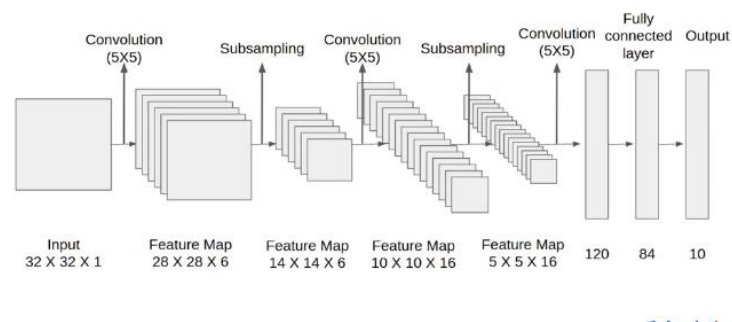 Convolution
(5X5)
Subsampling
Convolution
(5X5)
Subsampling
Convolution
(5X5)
Fully
connected
layer
Output
Input
32 X 32 X 1
Feature Map
28 X 28 X 6
Feature Map
14 X 14 X 6
Feature Map
10 X 10 X 16
Feature Map
5 X 5 X 16
120
84
10